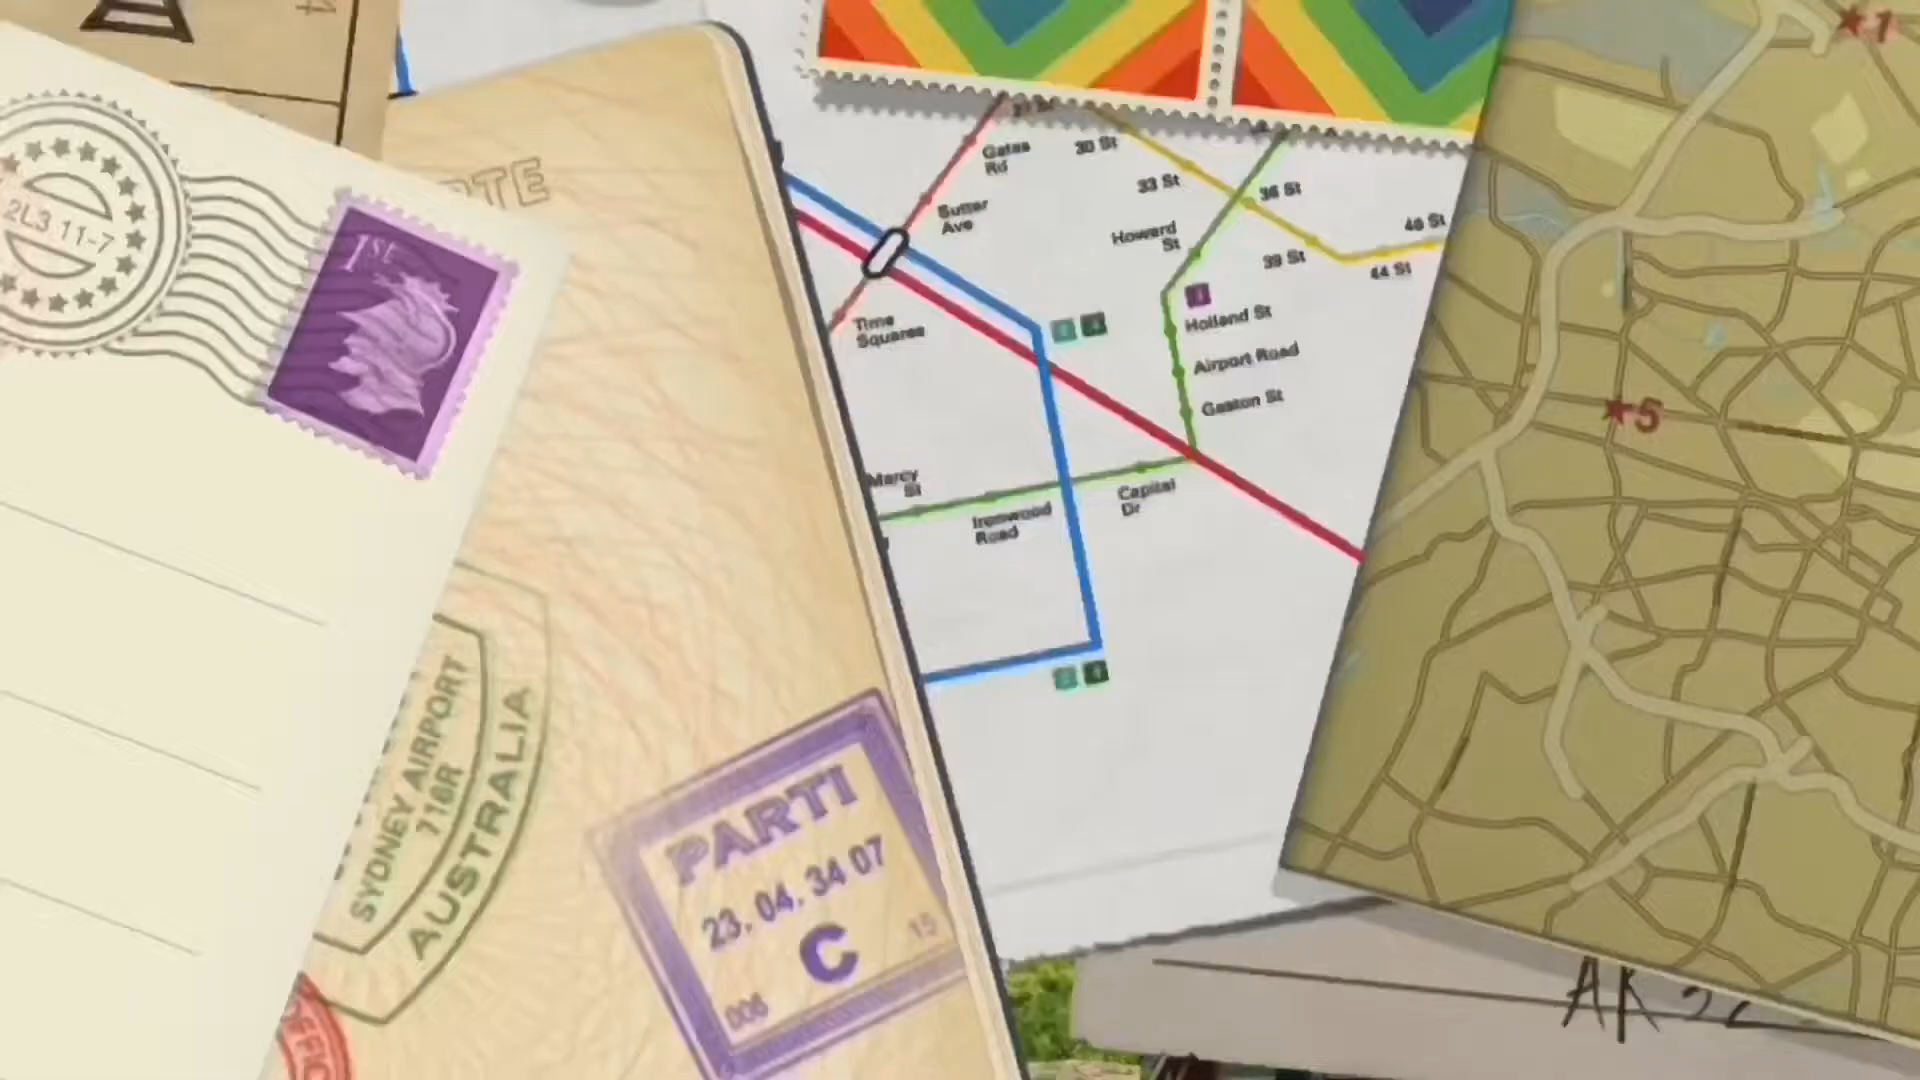 2L3 11-7
1ST
Gates
Rd
Sutter
Ave
Time
Squares
30 St
33 St
36 St
39 St
44 St
48 St
Howard
St
Holland St
Airport Road
Gaston St
Marcy
St
Ironwood
Road
Capital
Dr
1
5
SYDNEY AIRPORT
716R
AUSTRALIA
PARTI
23. 04. 34 07
C
15
006